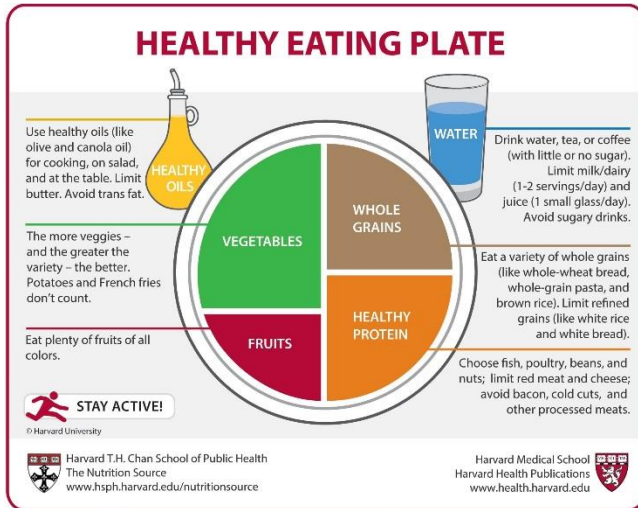 HEALTHY EATING PLATE
Use healthy oils (like
olive and canola oil)
for cooking, on salad,
and at the table. Limit
butter. Avoid trans fat.
HEALTHY
OILS
The more veggies –
and the greater the
variety – the better.
Potatoes and French fries
don't count.
Eat plenty of fruits of all
colors.
VEGETABLES
FRUITS
WHOLE
GRAINS
HEALTHY
PROTEIN
WATER
Drink water, tea, or coffee
(with little or no sugar).
Limit milk/dairy
(1-2 servings/day) and
juice (1 small glass/day).
Avoid sugary drinks.
Eat a variety of whole grains
(like whole-wheat bread,
whole-grain pasta, and
brown rice). Limit refined
grains (like white rice
and white bread).
Choose fish, poultry, beans, and
nuts; limit red meat and cheese;
avoid bacon, cold cuts, and
other processed meats.
STAY ACTIVE!
© Harvard University
Harvard T.H. Chan School of Public Health
The Nutrition Source
www.hsph.harvard.edu/nutritionsource
Harvard Medical School
Harvard Health Publications
www.health.harvard.edu